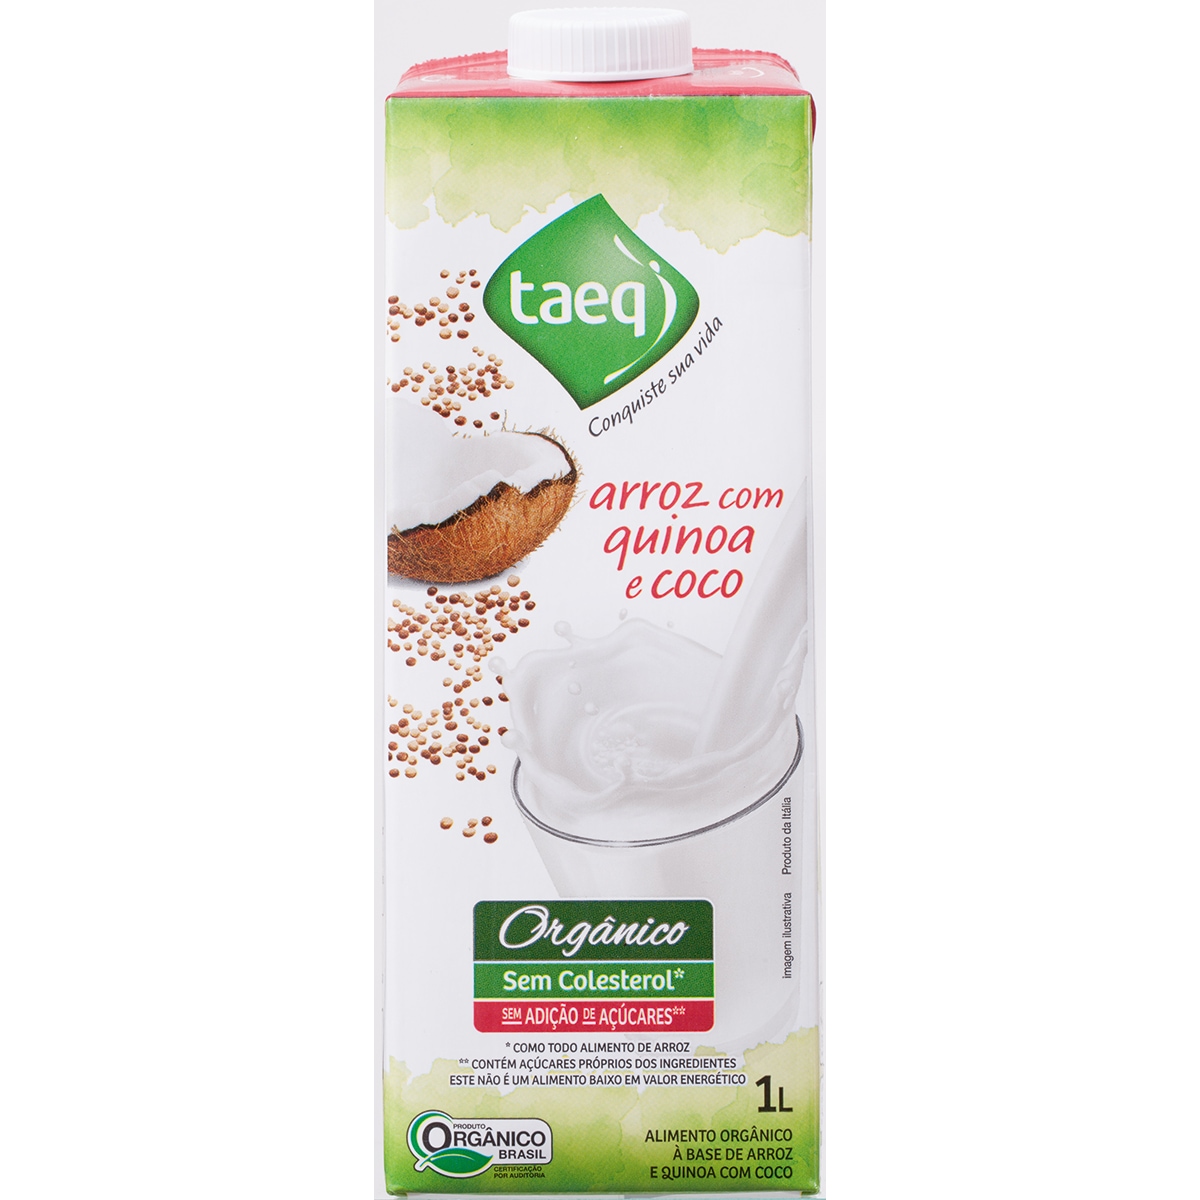 taeq
Conquiste sua vida
arroz com
quinoa
e coco
imagem ilustrativa Produto da Itália
Orgânico
Sem Colesterol*
SEM ADIÇÃO DE AÇÚCARES**
* COMO TODO ALIMENTO DE ARROZ
** CONTÉM AÇÚCARES PRÓPRIOS DOS INGREDIENTES
ESTE NÃO É UM ALIMENTO BAIXO EM VALOR ENERGÉTICO
1L
PRODUTO
ORGÂNICO
BRASIL
CERTIFICAÇÃO
POR AUDITORIA
ALIMENTO ORGÂNICO
À BASE DE ARROZ
E QUINOA COM COCO